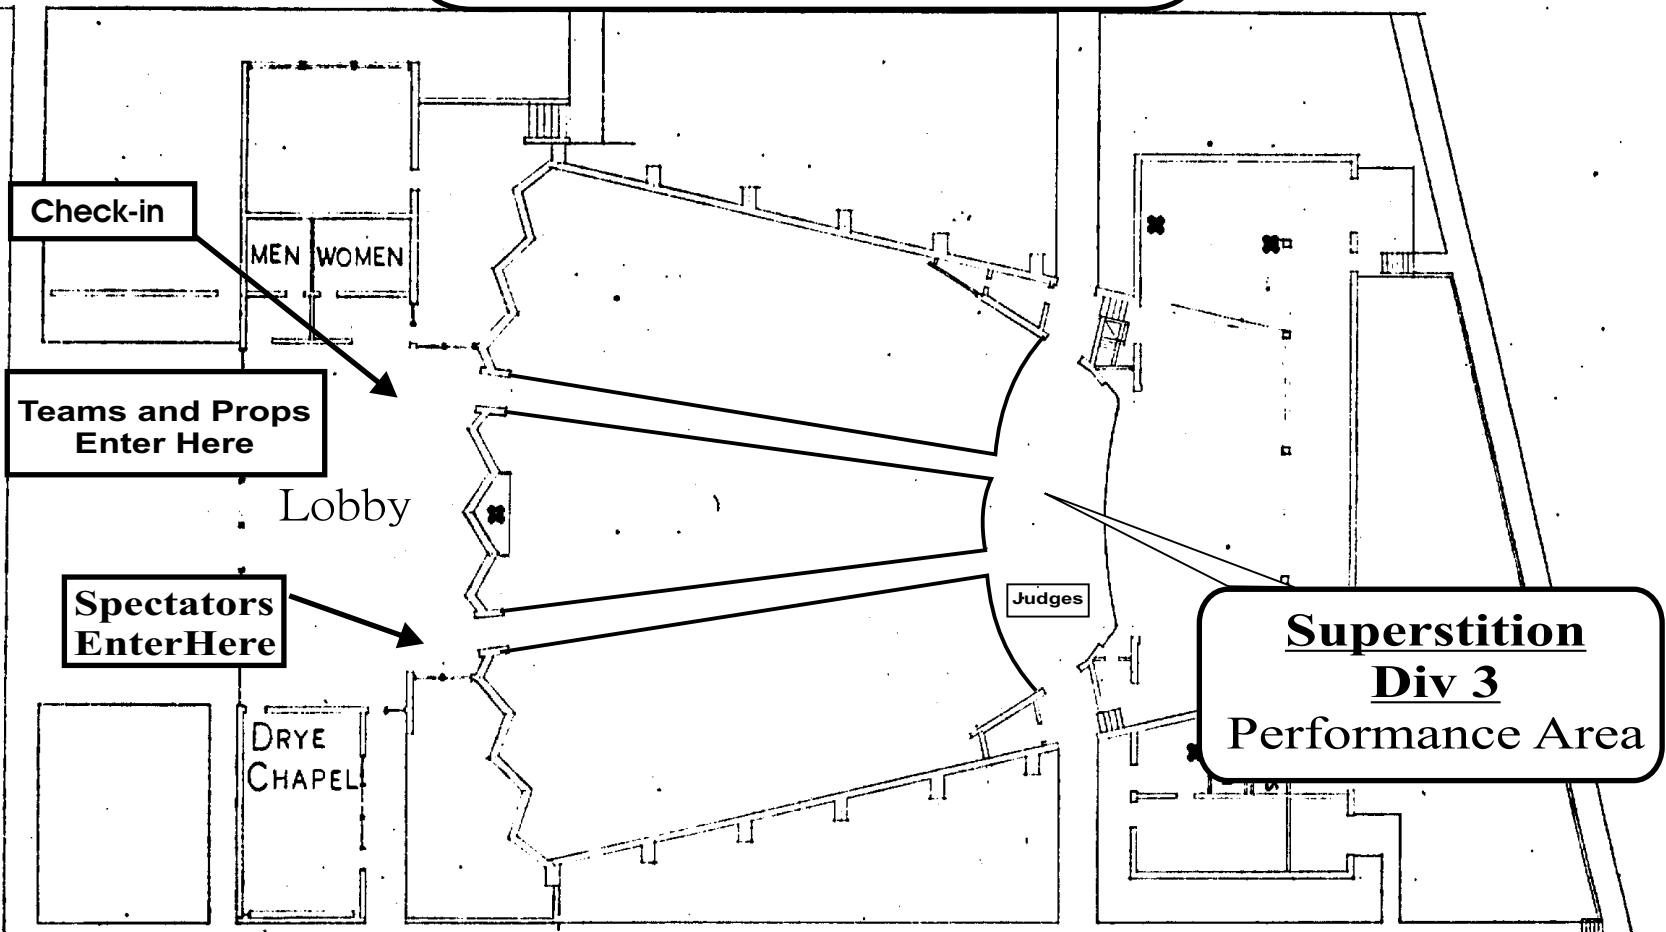 Check-in
MEN
WOMEN
Teams and Props
Enter Here
Lobby
Spectators
EnterHere
Judges
Superstition
Div 3
Performance Area
DRYE
CHAPEL